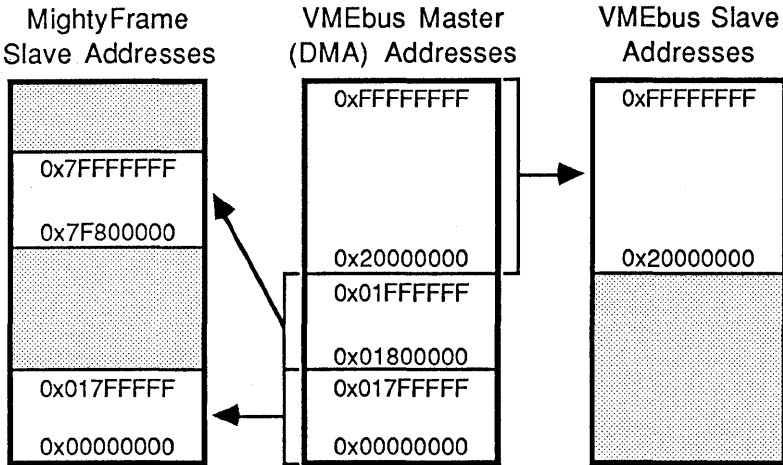 MightyFrame
Slave Addresses
0x7FFFFFFF
0x7F800000
0x017FFFFF
0x00000000
VMEbus Master
(DMA) Addresses
0xFFFFFFFF
0x20000000
0x01FFFFFF
0x01800000
0x017FFFFF
0x00000000
VMEbus Slave
Addresses
0xFFFFFFFF
0x20000000